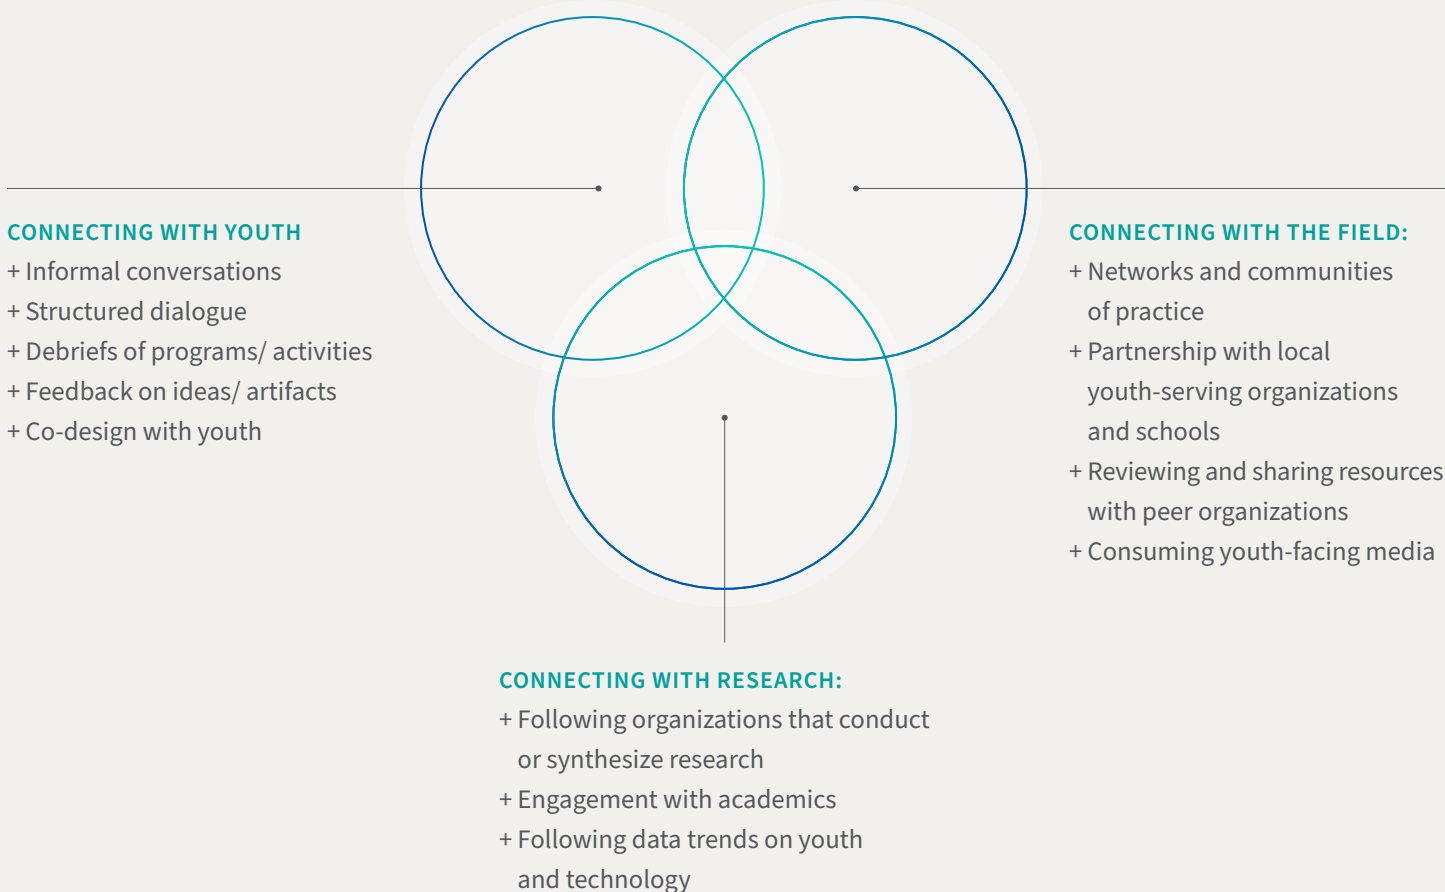 CONNECTING WITH YOUTH
+ Informal conversations
+ Structured dialogue
+ Debriefs of programs/ activities
+ Feedback on ideas/ artifacts
+ Co-design with youth
CONNECTING WITH THE FIELD:
+ Networks and communities
of practice
+ Partnership with local
youth-serving organizations
and schools
+ Reviewing and sharing resources
with peer organizations
+ Consuming youth-facing media
CONNECTING WITH RESEARCH:
+ Following organizations that conduct
or synthesize research
+ Engagement with academics
+ Following data trends on youth
and technology